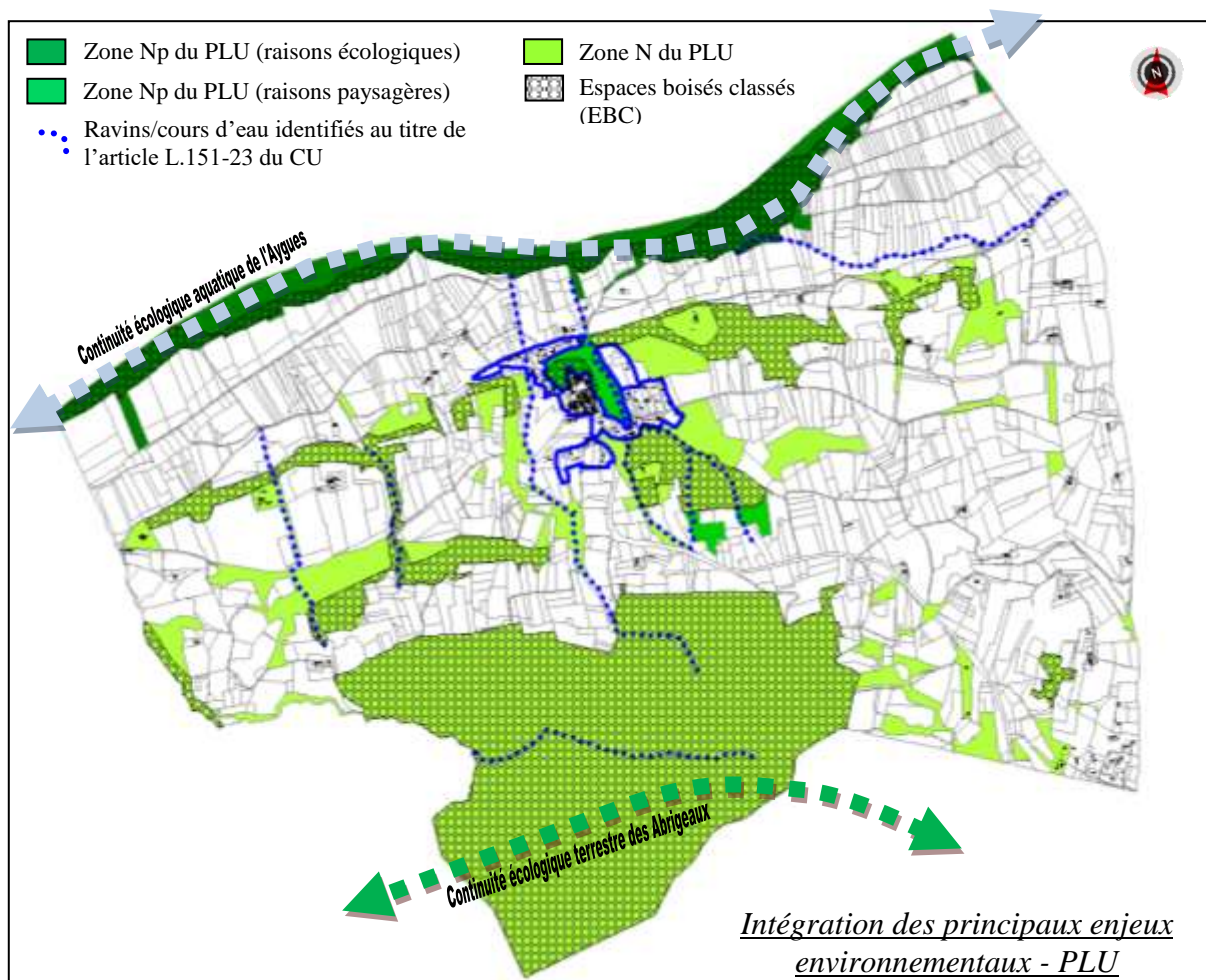 Zone Np du PLU (raisons écologiques)
Zone Np du PLU (raisons paysagères)
Ravins/cours d'eau identifiés au titre de
l'article L.151-23 du CU
Zone N du PLU
Espaces boisés classés
(EBC)
N
Continuité écologique aquatique de l'Aygues
Continuité écologique terrestre des Abrigeaux
Intégration des principaux enjeux
environnementaux - PLU